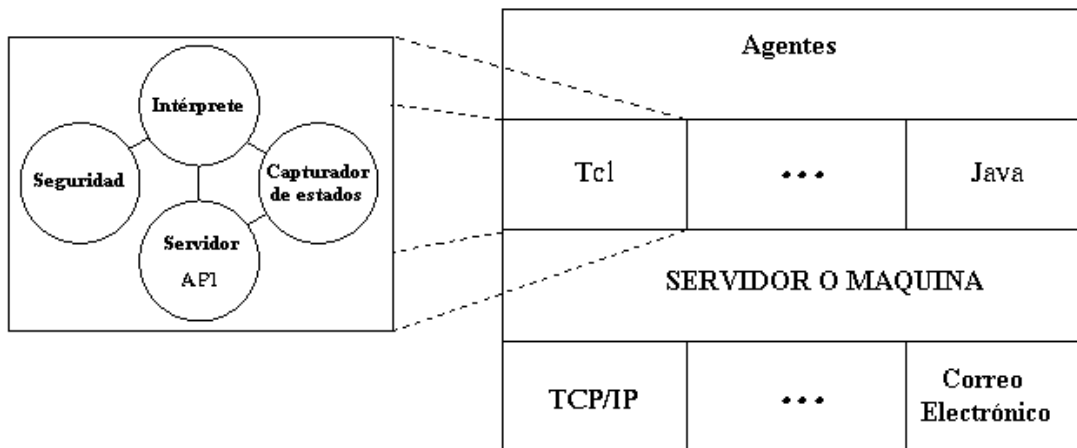 Intérprete
Seguridad
Capturador
de estados
Servidor
API
Agentes
Tcl
...
Java
SERVIDOR O MAQUINA
TCP/IP
...
Correo
Electrónico